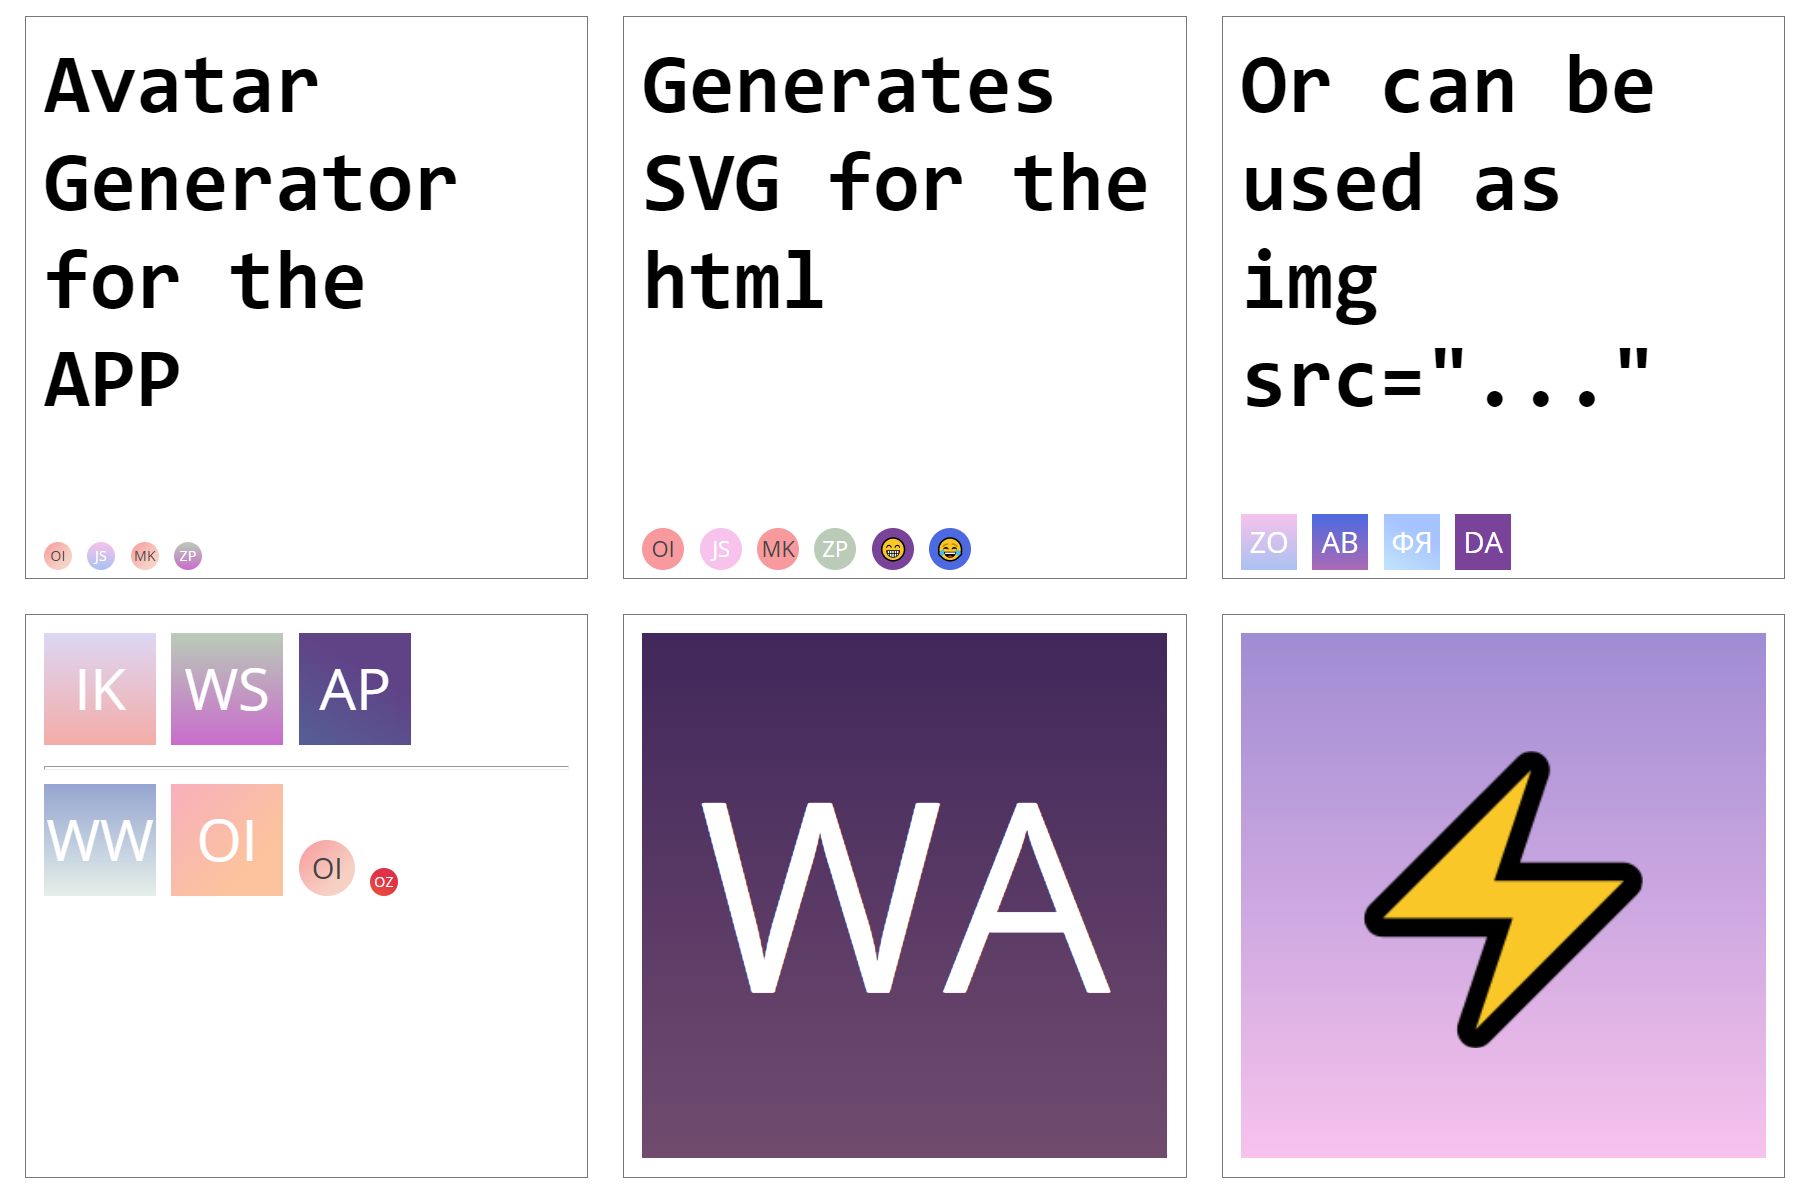 Avatar
Generator
for the
APP
OI JS MK ZP
Generates
SVG for the
html
OI JS MK ZP
Or can be
used as
img
src="..."
ZO AB ФЯ DA
IK WS AP
WW OI OI OZ
WA